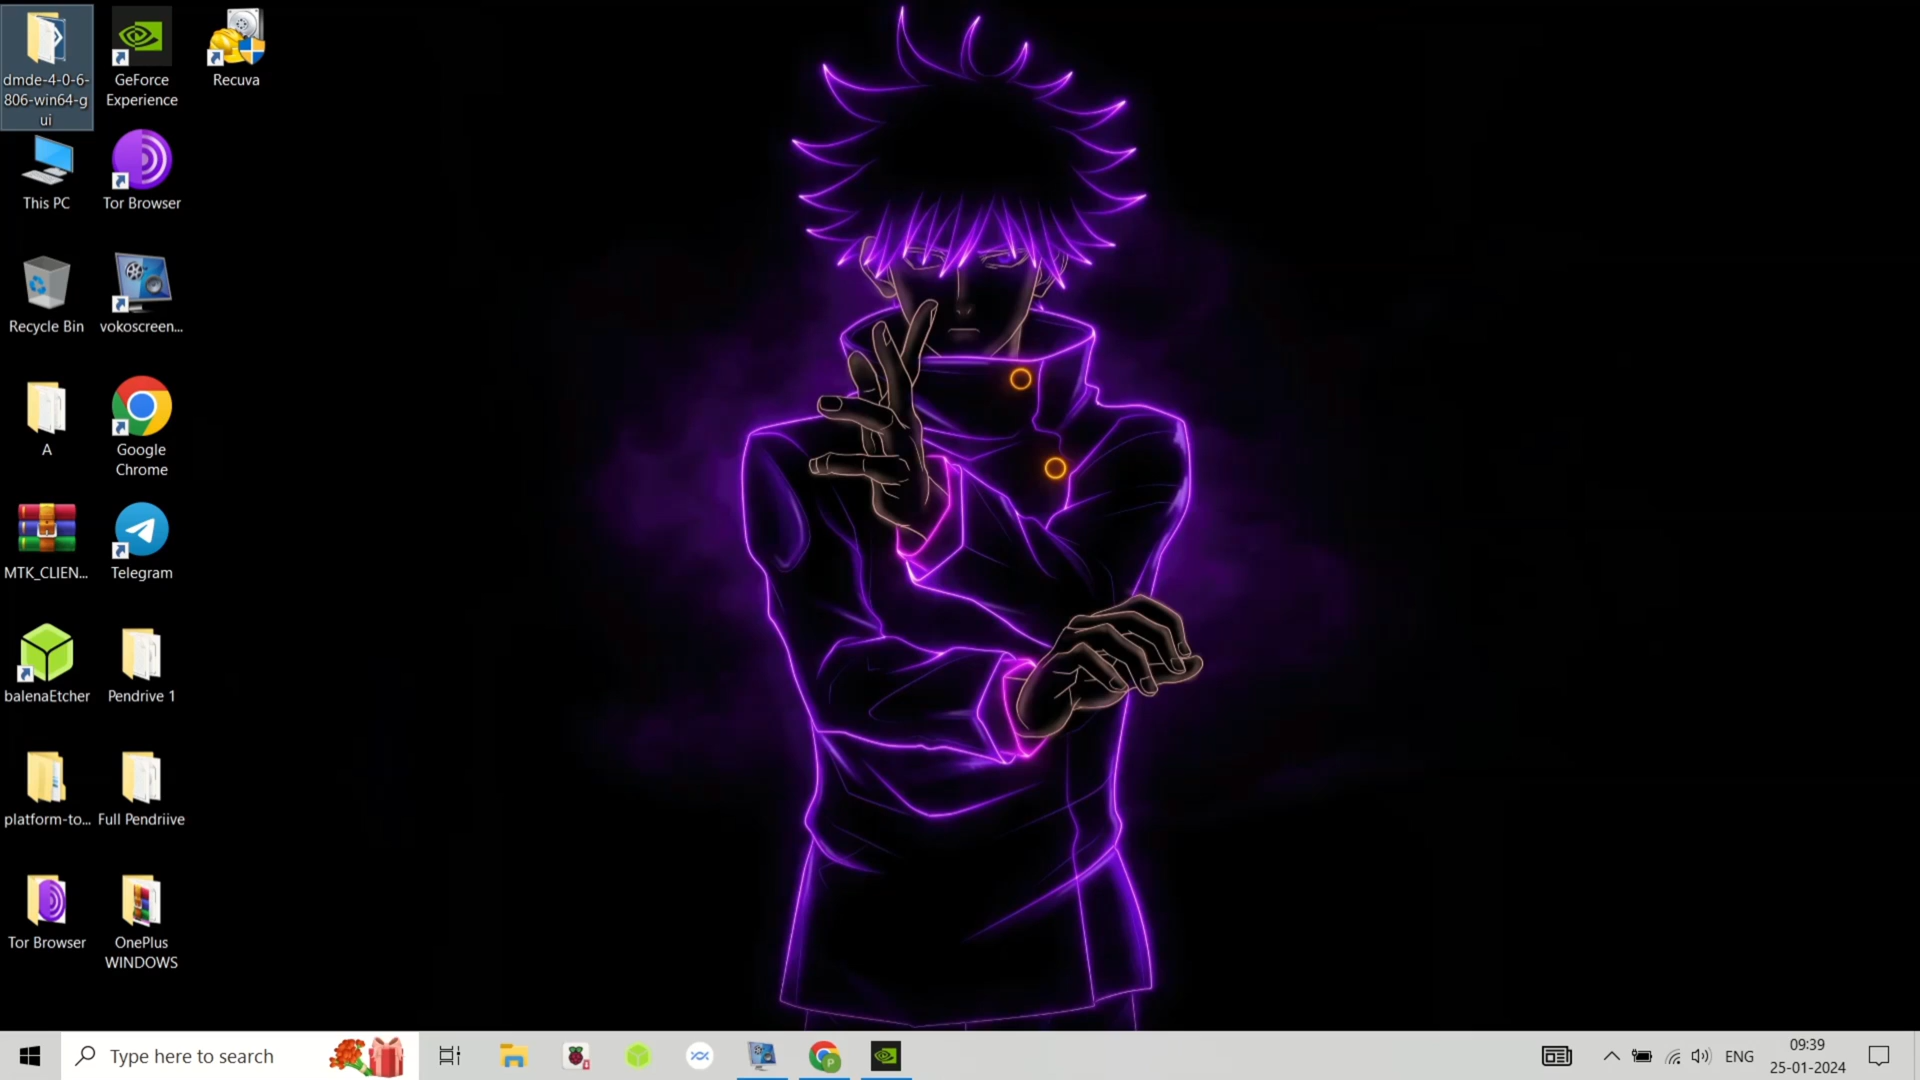 dmde-4-0-6-
806-win64-g
ui
GeForce
Experience
Recuva
This PC
Tor Browser
Recycle Bin
vokoscreen...
A
Google
Chrome
MTK_CLIEN...
Telegram
balenaEtcher
Pendrive 1
platform-to...
Full Pendriive
Tor Browser
OnePlus
WINDOWS
Type here to search
P
ENG
09:39
25-01-2024